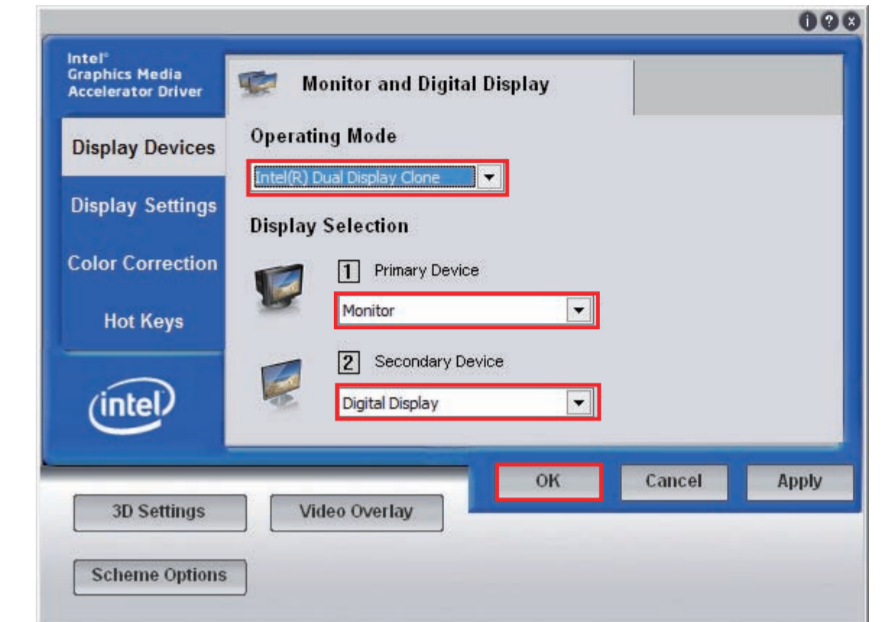 Intel®
Graphics Media
Accelerator Driver
Display Devices
Display Settings
Color Correction
Hot Keys
intel
Monitor and Digital Display
Operating Mode
Intel(R) Dual Display Clone
Display Selection
1 Primary Device
Monitor
2 Secondary Device
Digital Display
OK Cancel Apply
3D Settings Video Overlay
Scheme Options